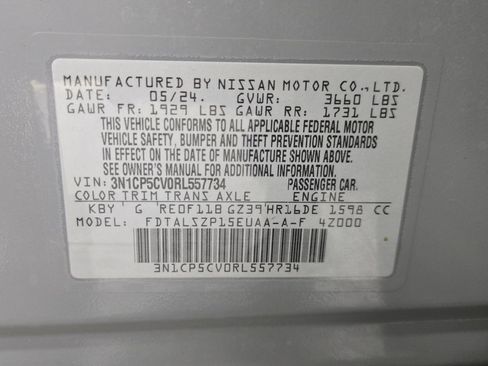 MANUFACTURED BY NISSAN MOTOR CO., LTD.
DATE: 05/24. GVWR: 3660 LBS
GAWR FR: 1929 LBS GAWR RR: 1731 LBS
THIS VEHICLE CONFORMS TO ALL APPLICABLE FEDERAL MOTOR
VEHICLE SAFETY, BUMPER AND THEFT PREVENTION STANDARDS
IN EFFECT ON THE DATE OF MANUFACTURE SHOWN ABOVE.
SEE OWNER'S MANUAL FOR ADDITIONAL INFORMATION.
VIN: 3N1CP5CV0RL557734 PASSENGER CAR.
COLOR TRIM TRANS AXLE ENGINE
KBY G RE0F11B GZ39 HR16DE 1598 CC
MODEL: FDTALSZP15EUAA-A-F 4Z000
3N1CP5CV0RL557734